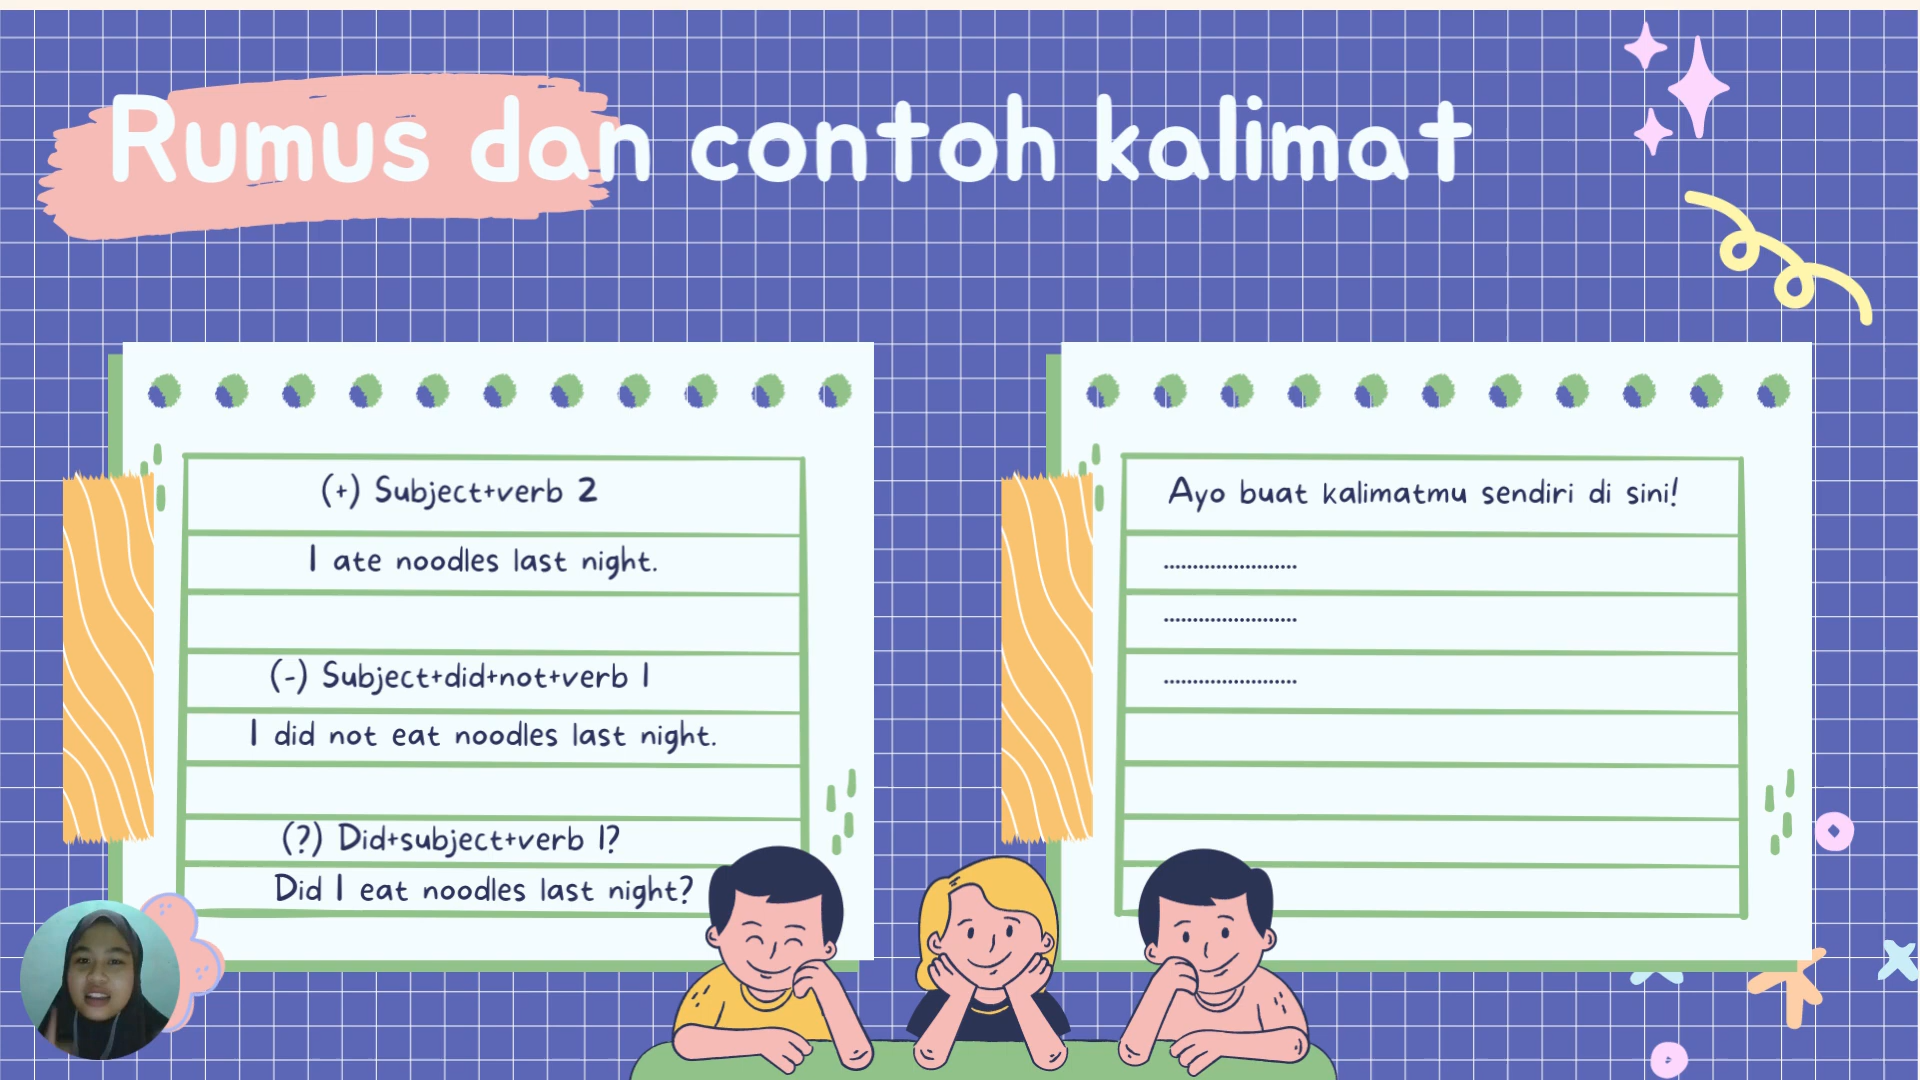 Rumus dan contoh kalimat
(+) Subject+verb 2
I ate noodles last night.
(-) Subject+did+not+verb 1
I did not eat noodles last night.
(?) Did+subject+verb 1?
Did I eat noodles last night?
Ayo buat kalimatmu sendiri di sini!
.......................
.......................
.......................